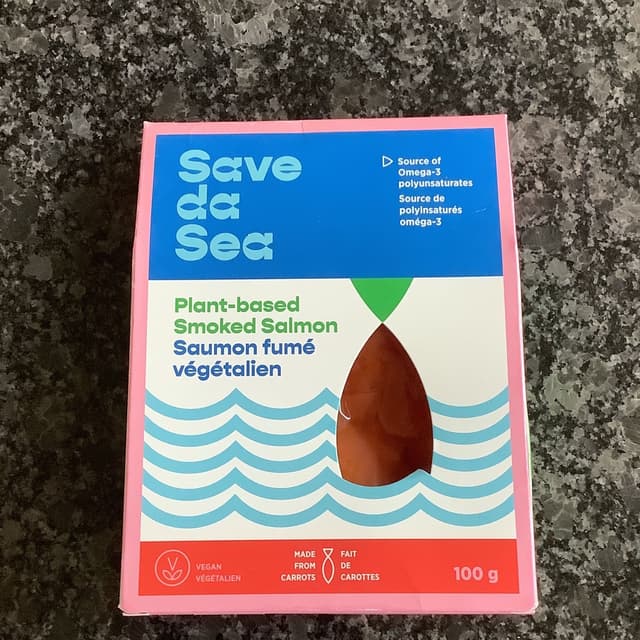 Save
da
Sea
Source of
Omega-3
polyunsaturates
Source de
polyinsaturés
oméga-3
Plant-based
Smoked Salmon
Saumon fumé
végétalien
VEGAN
VÉGÉTALIEN
MADE
FROM
CARROTS
FAIT
DE
CAROTTES
100 g